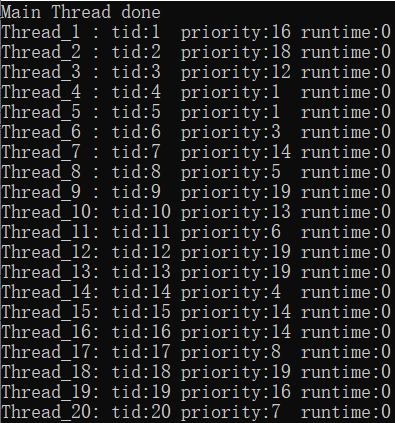 Main Thread done
Thread_1 : tid:1  priority:16 runtime:0
Thread_2 : tid:2  priority:18 runtime:0
Thread_3 : tid:3  priority:12 runtime:0
Thread_4 : tid:4  priority:1  runtime:0
Thread_5 : tid:5  priority:1  runtime:0
Thread_6 : tid:6  priority:3  runtime:0
Thread_7 : tid:7  priority:14 runtime:0
Thread_8 : tid:8  priority:5  runtime:0
Thread_9 : tid:9  priority:19 runtime:0
Thread_10: tid:10 priority:13 runtime:0
Thread_11: tid:11 priority:6  runtime:0
Thread_12: tid:12 priority:19 runtime:0
Thread_13: tid:13 priority:19 runtime:0
Thread_14: tid:14 priority:4  runtime:0
Thread_15: tid:15 priority:14 runtime:0
Thread_16: tid:16 priority:14 runtime:0
Thread_17: tid:17 priority:8  runtime:0
Thread_18: tid:18 priority:19 runtime:0
Thread_19: tid:19 priority:16 runtime:0
Thread_20: tid:20 priority:7  runtime:0